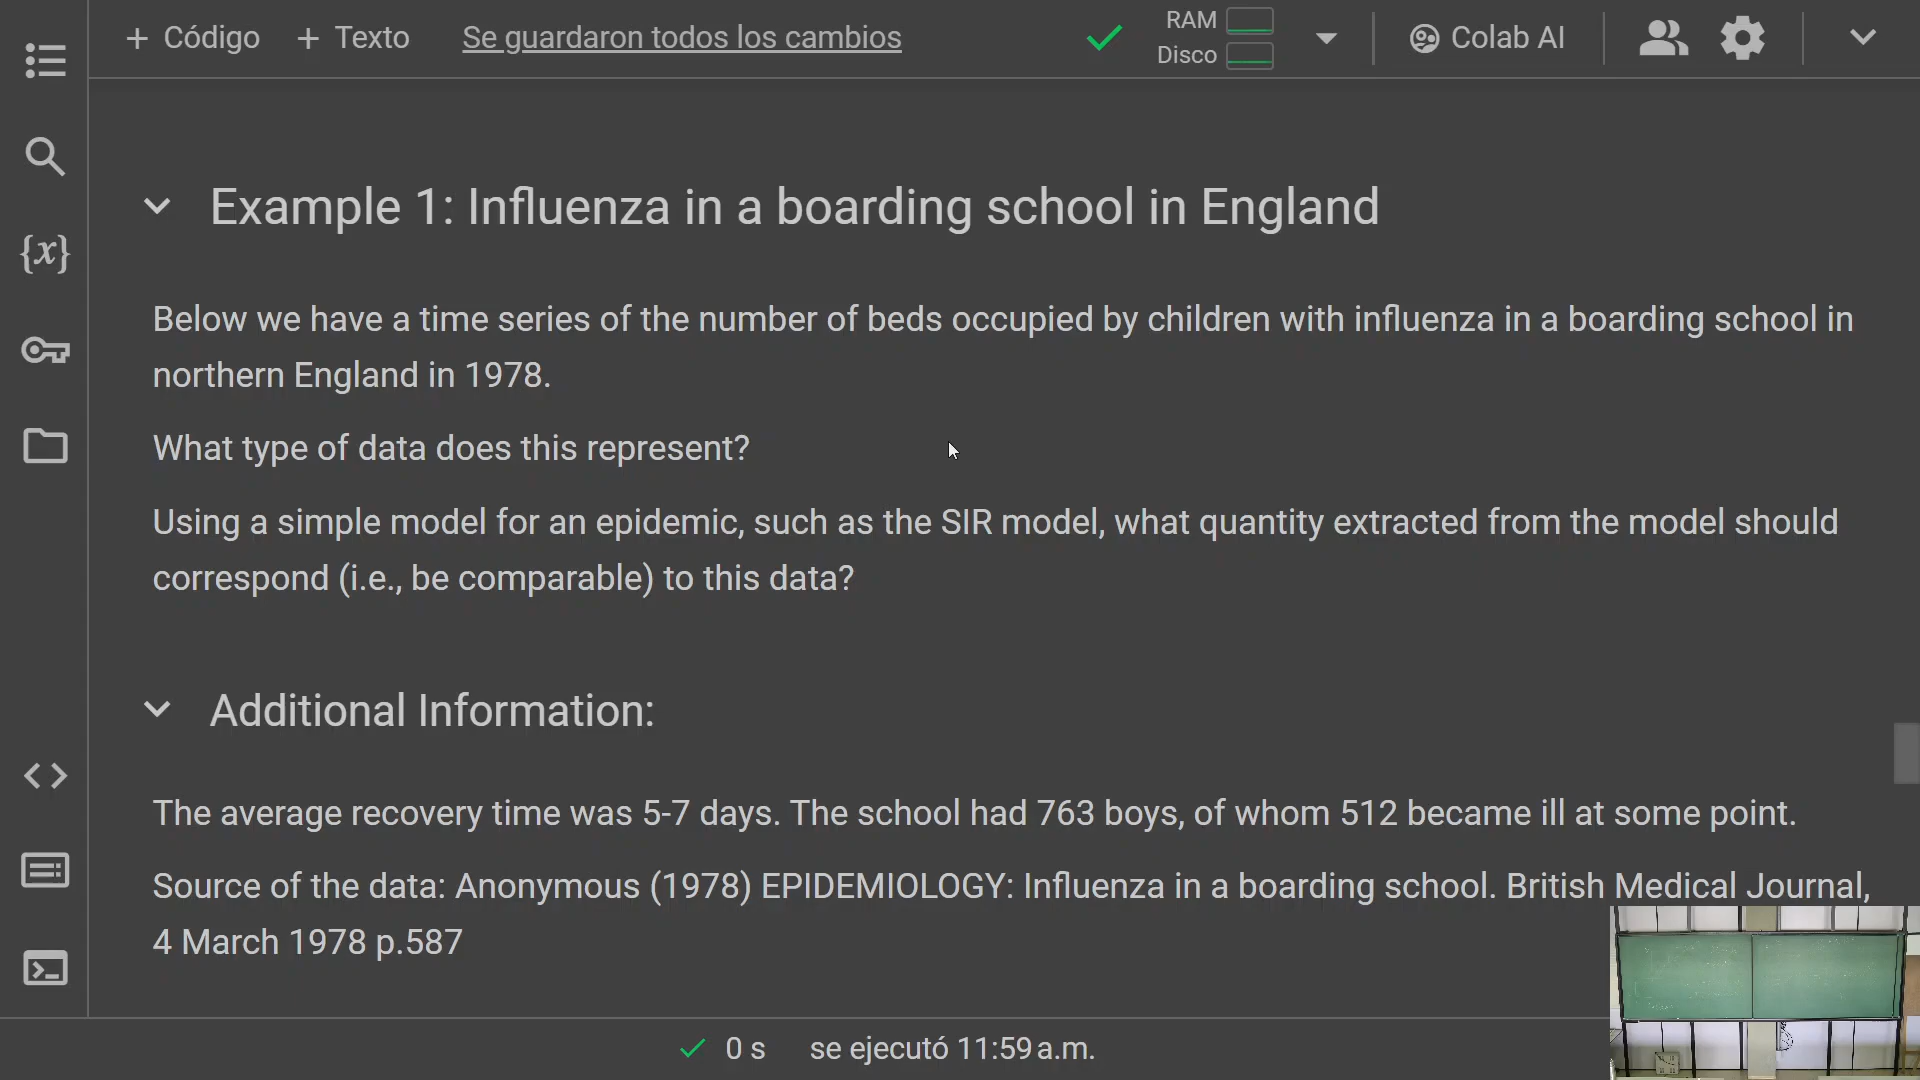 + Código + Texto Se guardaron todos los cambios RAM Disco Colab AI
Example 1: Influenza in a boarding school in England
Below we have a time series of the number of beds occupied by children with influenza in a boarding school in
northern England in 1978.
What type of data does this represent?
Using a simple model for an epidemic, such as the SIR model, what quantity extracted from the model should
correspond (i.e., be comparable) to this data?
Additional Information:
The average recovery time was 5-7 days. The school had 763 boys, of whom 512 became ill at some point.
Source of the data: Anonymous (1978) EPIDEMIOLOGY: Influenza in a boarding school. British Medical Journal,
4 March 1978 p.587
0 s se ejecutó 11:59 a.m.